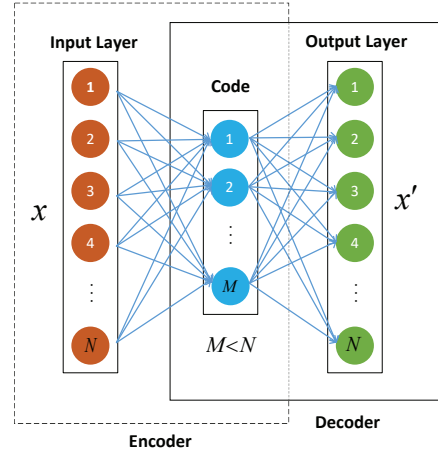 Input Layer
Code
Output Layer
1
2
3
4
⋮
N
x
1
2
⋮
M
M<N
1
2
3
4
⋮
N
x′
Encoder
Decoder